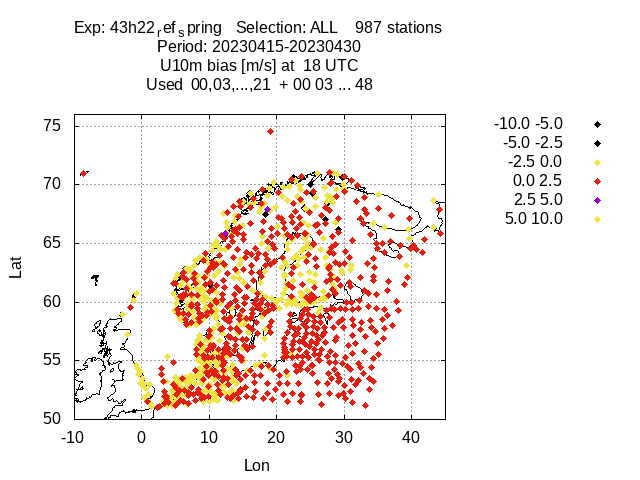 Exp: 43h22refspring Selection: ALL 987 stations
Period: 20230415-20230430
U10m bias [m/s] at 18 UTC
Used 00,03,...,21 + 00 03 ... 48
-10.0 -5.0
-5.0 -2.5
-2.5 0.0
0.0 2.5
2.5 5.0
5.0 10.0
75
70
65
60
55
50
Lat
-10 0 10 20 30 40
Lon